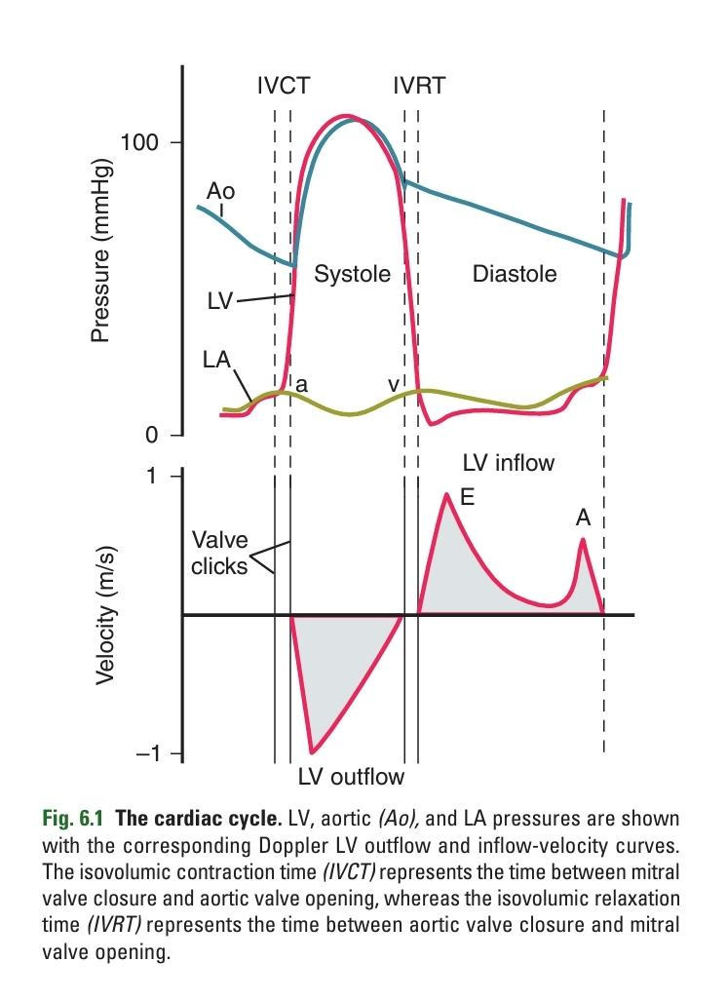 IVCT IVRT
100
Ao
Pressure (mmHg)
Systole Diastole
LV
LA
a v
0
LV inflow
1
E
A
Valve
clicks
Velocity (m/s)
–1
LV outflow
Fig. 6.1 The cardiac cycle. LV, aortic (Ao), and LA pressures are shown
with the corresponding Doppler LV outflow and inflow-velocity curves.
The isovolumic contraction time (IVCT) represents the time between mitral
valve closure and aortic valve opening, whereas the isovolumic relaxation
time (IVRT) represents the time between aortic valve closure and mitral
valve opening.